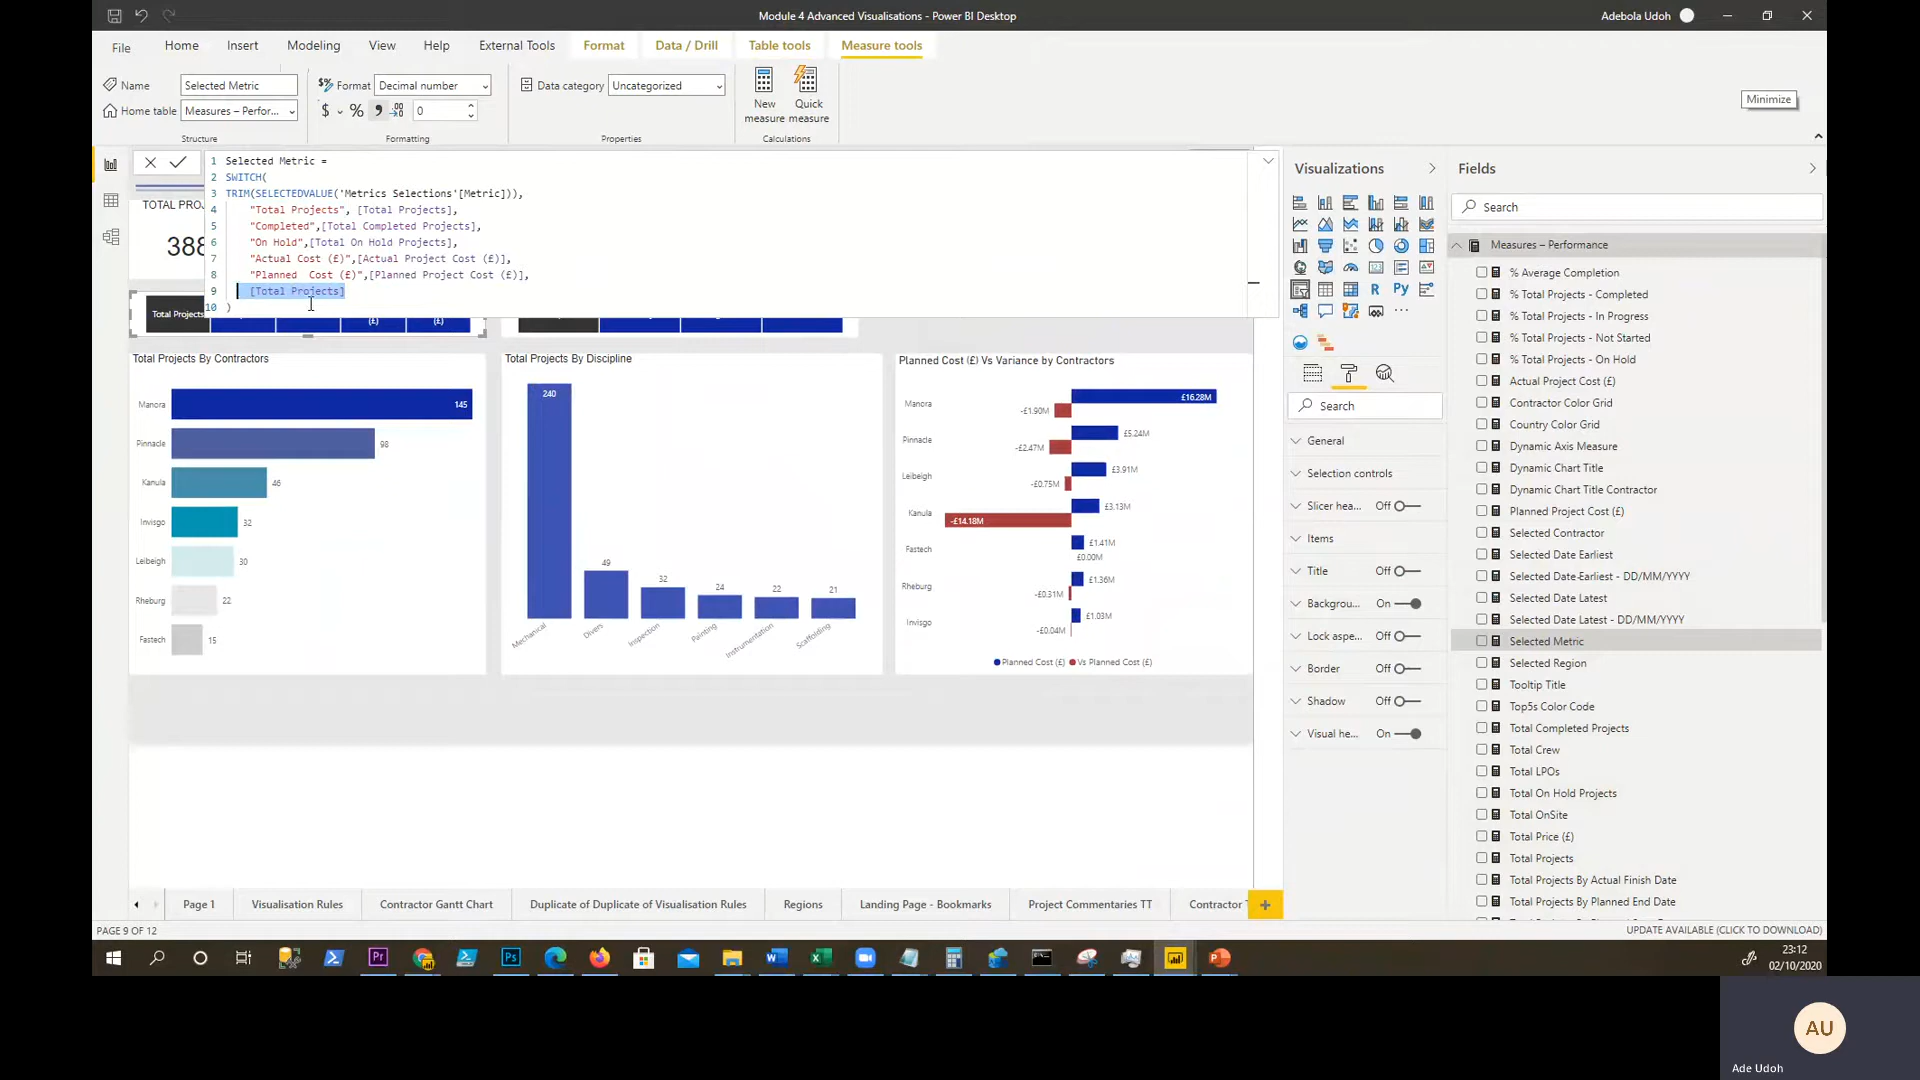 Module 4 Advanced Visualisations - Power BI Desktop
Adebola Udoh
File Home Insert Modeling View Help External Tools Format Data / Drill Table tools Measure tools
Name Selected Metric
Home table Measures – Perfor...
Structure
Format Decimal number
$ % 0
Formatting
Data category Uncategorized
Properties
New measure
Quick measure
Calculations
Minimize
1 Selected Metric =
2 SWITCH(
3 TRIM(SELECTEDVALUE('Metrics Selections'[Metric])),
4 "Total Projects", [Total Projects],
5 "Completed",[Total Completed Projects],
6 "On Hold",[Total On Hold Projects],
7 "Actual Cost (£)",[Actual Project Cost (£)],
8 "Planned  Cost (£)",[Planned Project Cost (£)],
9 [Total Projects]
10 )
TOTAL PROJ
388
Total Projects
(£) (£)
Total Projects By Contractors
Manora 145
Pinnacle 98
Kanula 46
Invisgo 32
Leibeigh 30
Rheburg 22
Fastech 15
Total Projects By Discipline
240
49
32
24
22
21
Mechanical
Divers
Inspection
Painting
Instrumentation
Scaffolding
Planned Cost (£) Vs Variance by Contractors
Manora £16.28M
-£1.90M
Pinnacle £5.24M
-£2.47M
Leibeigh £3.91M
-£0.75M
Kanula £3.13M
-£14.18M
Fastech £1.41M
£0.00M
Rheburg £1.36M
-£0.31M
Invisgo £1.03M
-£0.04M
Planned Cost (£) Vs Planned Cost (£)
Visualizations
R Py
...
Search
General
Selection controls
Slicer hea... Off
Items
Title Off
Backgrou... On
Lock aspe... Off
Border Off
Shadow Off
Visual he... On
Fields
Search
Measures – Performance
% Average Completion
% Total Projects - Completed
% Total Projects - In Progress
% Total Projects - Not Started
% Total Projects - On Hold
Actual Project Cost (£)
Contractor Color Grid
Country Color Grid
Dynamic Axis Measure
Dynamic Chart Title
Dynamic Chart Title Contractor
Planned Project Cost (£)
Selected Contractor
Selected Date Earliest
Selected Date Earliest - DD/MM/YYYY
Selected Date Latest
Selected Date Latest - DD/MM/YYYY
Selected Metric
Selected Region
Tooltip Title
Top5s Color Code
Total Completed Projects
Total Crew
Total LPOs
Total On Hold Projects
Total OnSite
Total Price (£)
Total Projects
Total Projects By Actual Finish Date
Total Projects By Planned End Date
Page 1 Visualisation Rules Contractor Gantt Chart Duplicate of Duplicate of Visualisation Rules Regions Landing Page - Bookmarks Project Commentaries TT Contractor T
PAGE 9 OF 12
UPDATE AVAILABLE (CLICK TO DOWNLOAD)
Pr Ps
23:12
02/10/2020
AU
Ade Udoh